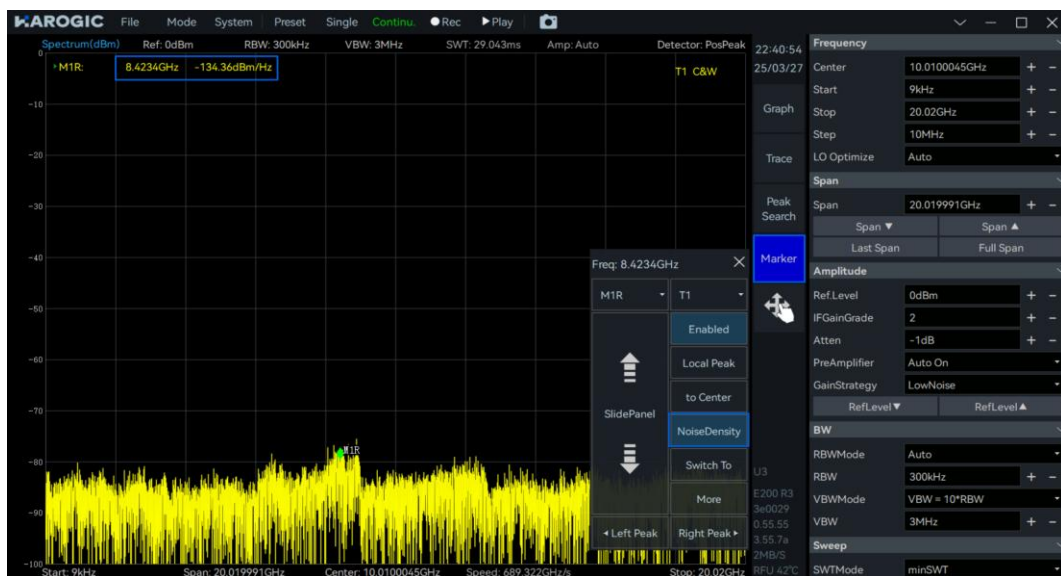 HAROGIC File Mode System Preset Single Continu. Rec Play
Spectrum(dBm) Ref: 0dBm RBW: 300kHz VBW: 3MHz SWT: 29.043ms Amp: Auto Detector: PosPeak
M1R: 8.4234GHz -134.36dBm/Hz T1 C&W
0
-10
-20
-30
-40
-50
-60
-70
-80
-90
-100
M1R
Start: 9kHz Span: 20.019991GHz Center: 10.0100045GHz Speed: 689.322GHz/s Stop: 20.02GHz
Freq: 8.4234GHz
M1R T1
Enabled
Local Peak
to Center
SlidePanel
NoiseDensity
Switch To
More
Left Peak Right Peak
22:40:54
25/03/27
Graph
Trace
Peak
Search
Marker
U3
E200 R3
3e0029
0.55.55
3.55.7a
2MB/S
RFU 42°C
Frequency
Center 10.0100045GHz + -
Start 9kHz + -
Stop 20.02GHz + -
Step 10MHz + -
LO Optimize Auto
Span
Span 20.019991GHz + -
Span ▼ Span ▲
Last Span Full Span
Amplitude
Ref.Level 0dBm + -
IFGainGrade 2 + -
Atten -1dB + -
PreAmplifier Auto On
GainStrategy LowNoise
RefLevel▼ RefLevel▲
BW
RBWMode Auto
RBW 300kHz + -
VBWMode VBW = 10*RBW
VBW 3MHz + -
Sweep
SWTMode minSWT